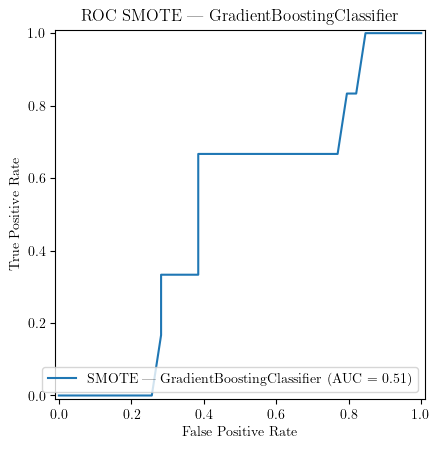 ROC SMOTE — GradientBoostingClassifier
1.0
0.8
0.6
0.4
0.2
0.0
True Positive Rate
SMOTE — GradientBoostingClassifier (AUC = 0.51)
0.0 0.2 0.4 0.6 0.8 1.0
False Positive Rate